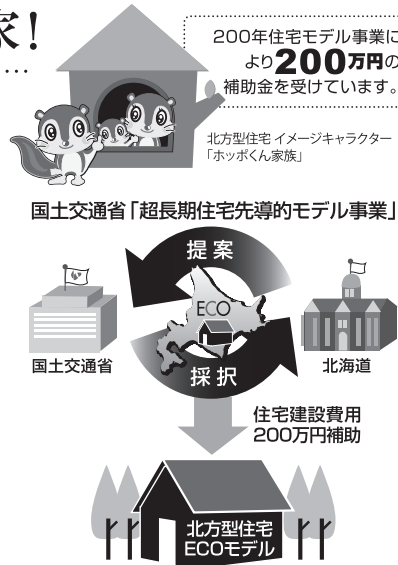 家!
200年住宅モデル事業に
より200万円の
補助金を受けています。
北方型住宅 イメージキャラクター
「ホッポくん家族」
国土交通省「超長期住宅先導的モデル事業」
提案
ECO
国土交通省
北海道
採択
住宅建設費用
200万円補助
北方型住宅
ECOモデル